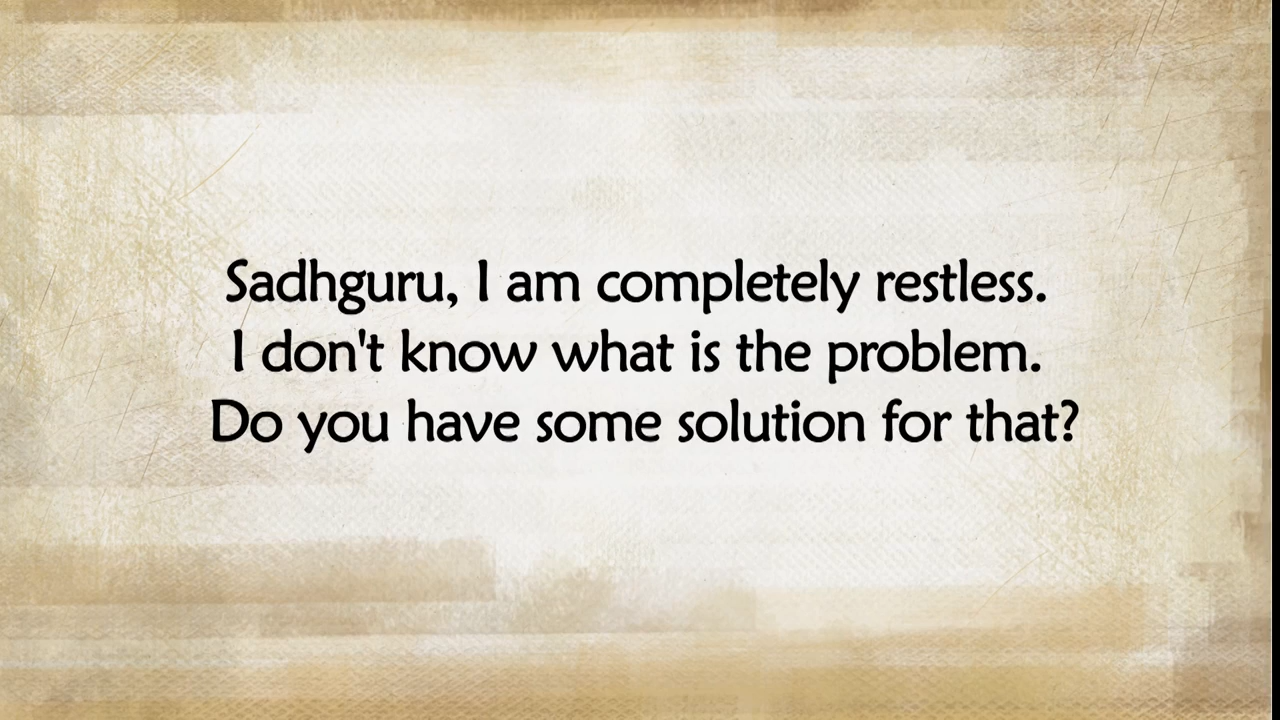 Sadhguru, I am completely restless.
I don't know what is the problem.
Do you have some solution for that?